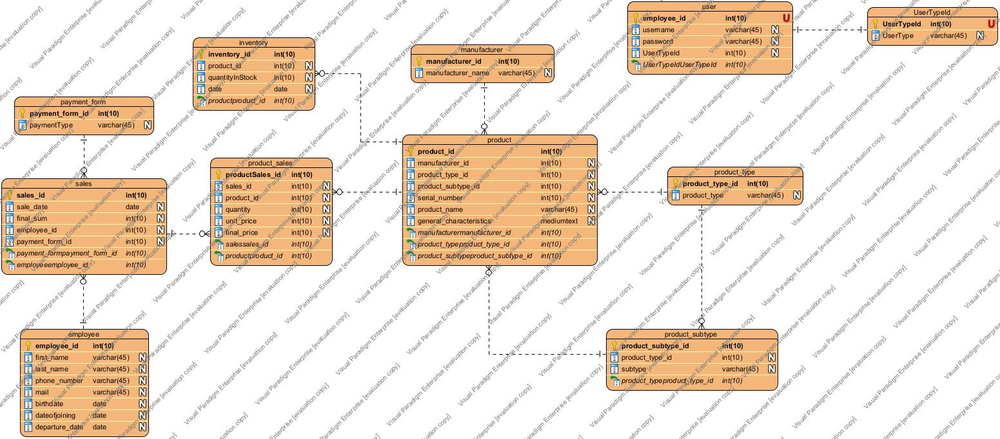 user
employee_id int(10) U
username varchar(45) N
password varchar(45) N
UserTypeId int(10) N
UserTypeIdUserTypeId int(10)
UserTypeId
UserTypeId int(10) U
UserType varchar(45) N
inventory
inventory_id int(10)
product_id int(10) N
quantityInStock int(10) N
date date N
productproduct_id int(10)
manufacturer
manufacturer_id int(10)
manufacturer_name varchar(45) N
payment_form
payment_form_id int(10)
paymentType varchar(45) N
product
product_id int(10)
manufacturer_id int(10) N
product_type_id int(10) N
product_subtype_id int(10) N
serial_number int(10) N
product_name varchar(45) N
general_characteristics mediumtext N
manufacturermanufacturer_id int(10)
product_typeproduct_type_id int(10)
product_subtypeproduct_subtype_id int(10)
product_sales
productSales_id int(10)
sales_id int(10) N
product_id int(10) N
quantity int(10) N
unit_price int(10) N
final_price int(10) N
salessales_id int(10)
productproduct_id int(10)
product_type
product_type_id int(10)
product_type varchar(45) N
sales
sales_id int(10)
sale_date date N
final_sum int(10) N
employee_id int(10) N
payment_form_id int(10) N
payment_formpayment_form_id int(10)
employeeemployee_id int(10)
employee
employee_id int(10)
first_name varchar(45) N
last_name varchar(45) N
phone_number varchar(45) N
mail varchar(45) N
birthdate date N
dateofjoining date N
departure_date date N
product_subtype
product_subtype_id int(10)
product_type_id int(10) N
subtype varchar(45) N
product_typeproduct_type_id int(10)
Visual Paradigm Enterprise [evaluation copy]